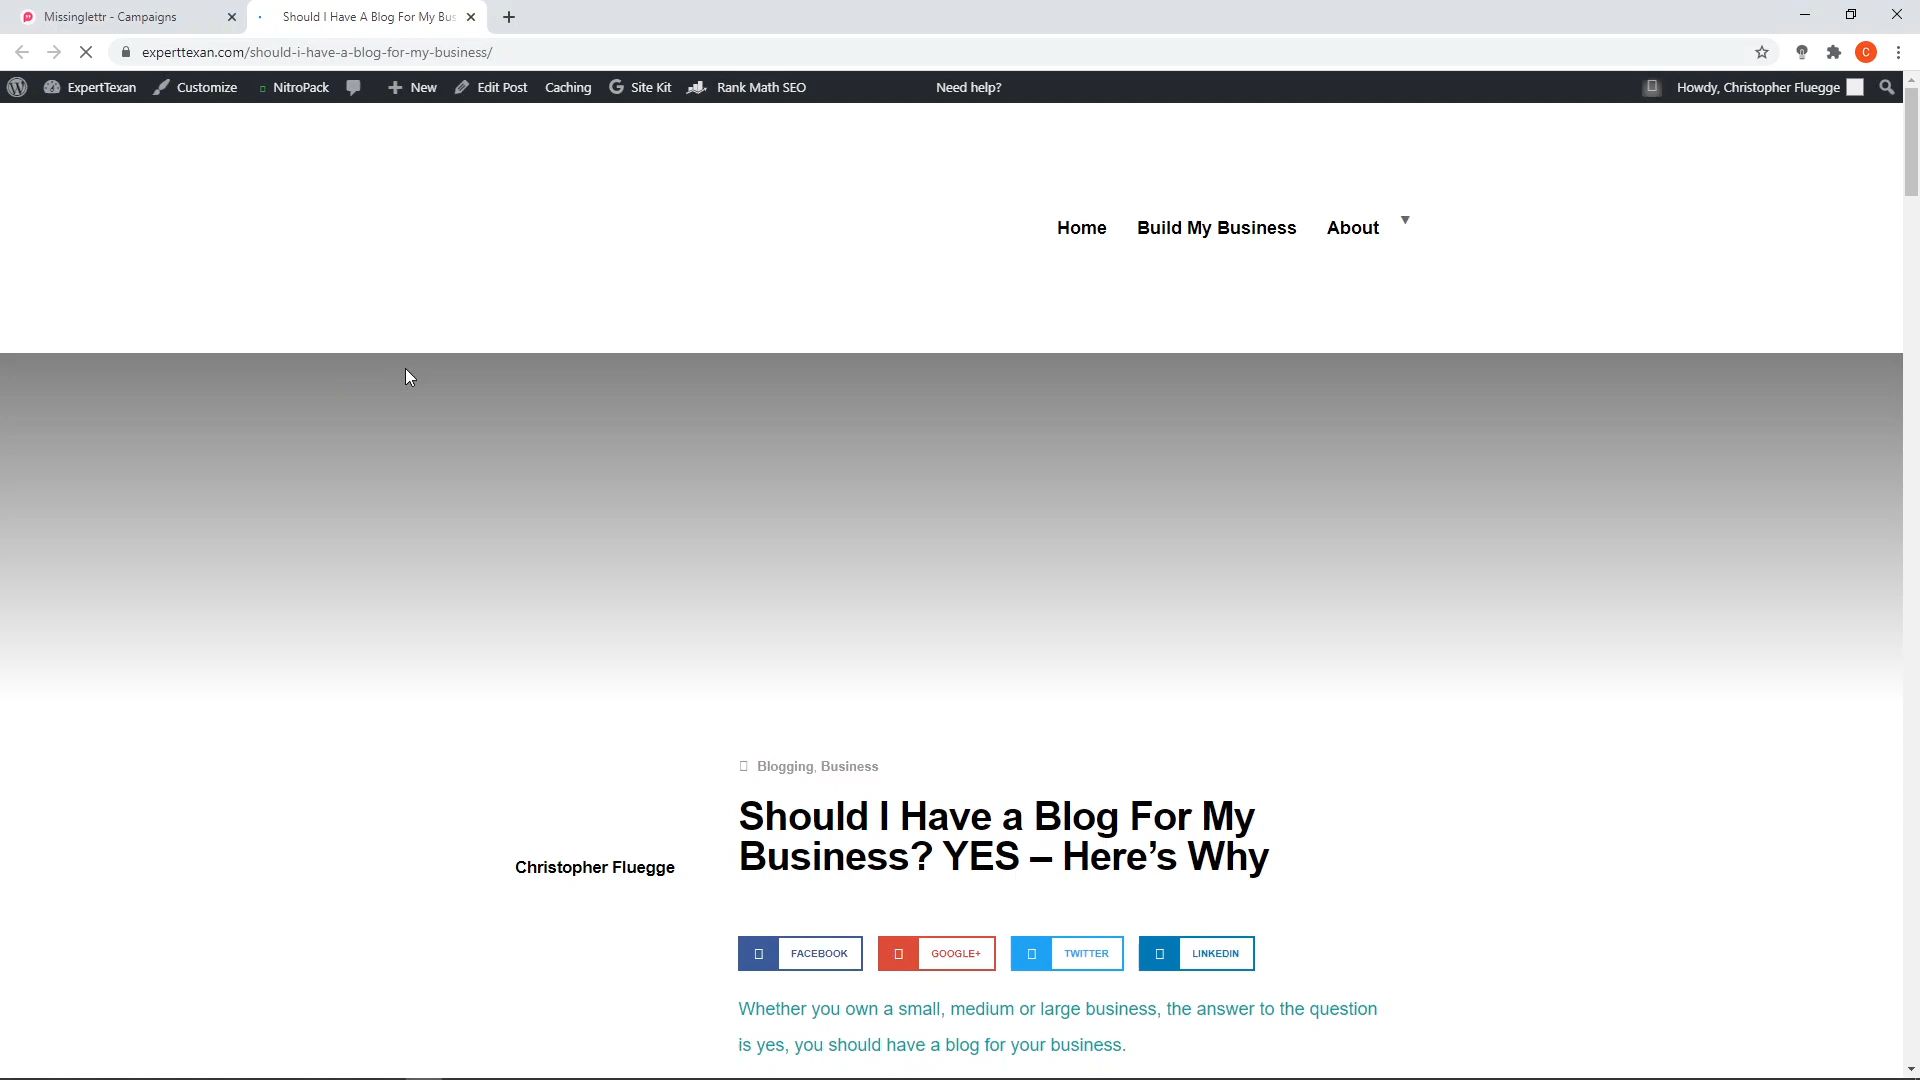 Missinglettr - Campaigns
Should I Have A Blog For My Bus
experttexan.com/should-i-have-a-blog-for-my-business/
C
ExpertTexan Customize NitroPack New Edit Post Caching Site Kit Rank Math SEO Need help? Howdy, Christopher Fluegge
Home Build My Business About
Blogging, Business
Should I Have a Blog For My
Business? YES – Here’s Why
Christopher Fluegge
FACEBOOK GOOGLE+ TWITTER LINKEDIN
Whether you own a small, medium or large business, the answer to the question
is yes, you should have a blog for your business.